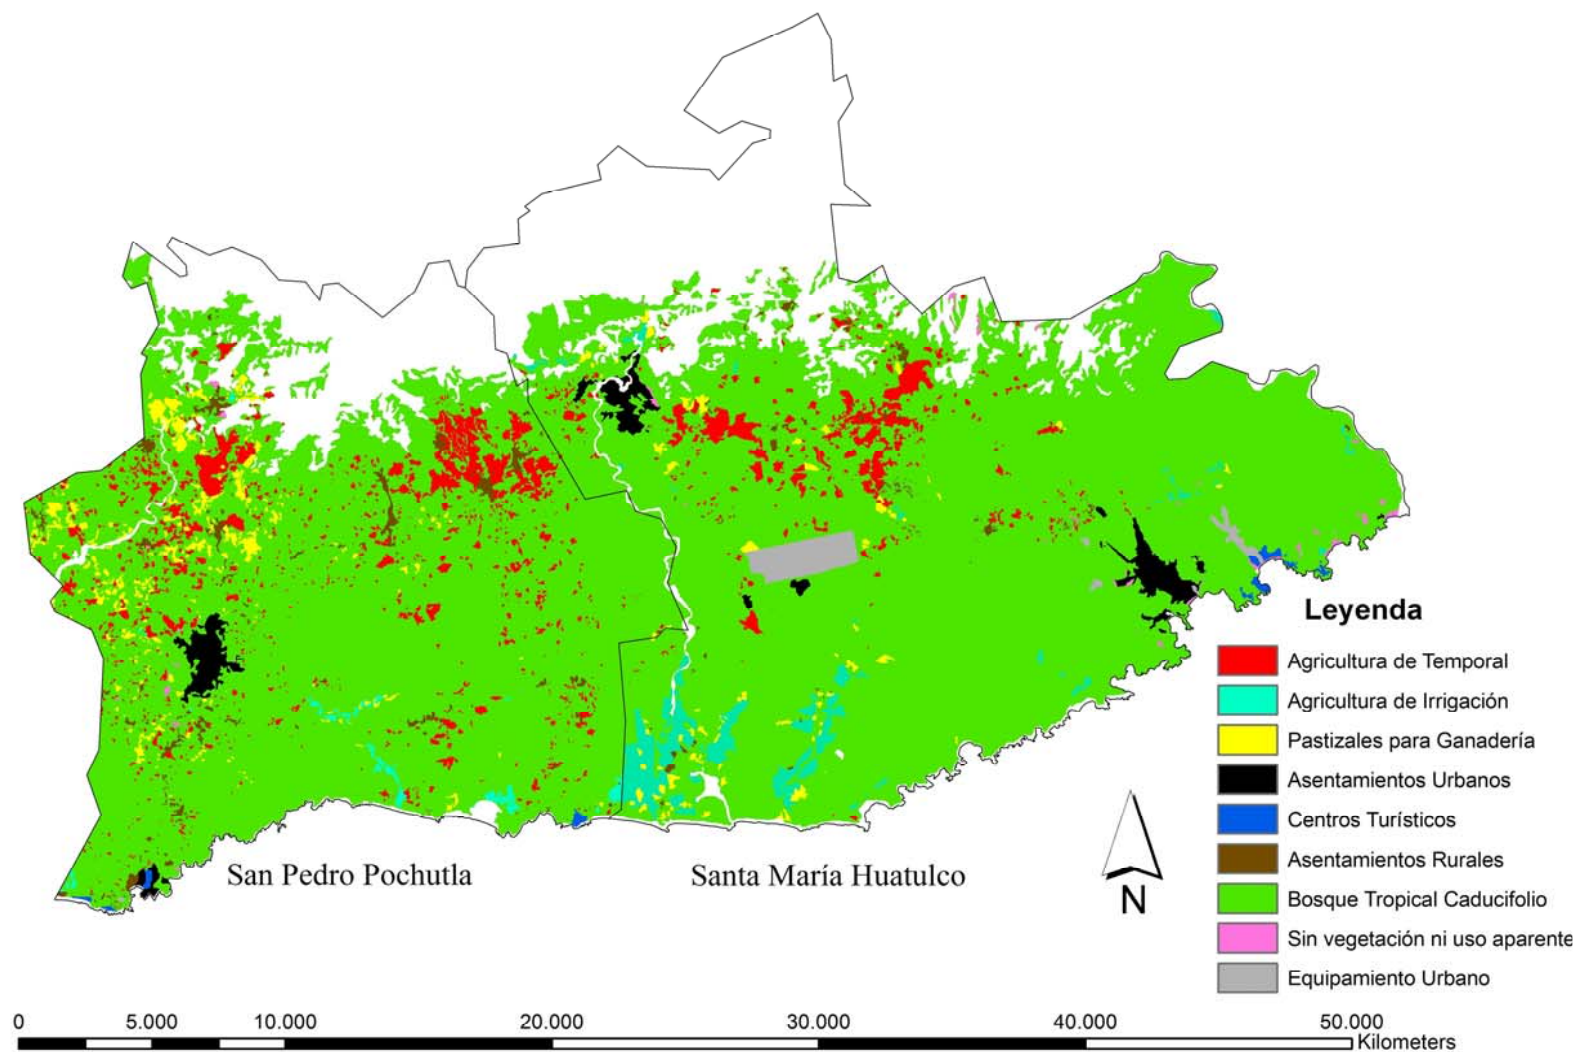 San Pedro Pochutla
Santa María Huatulco
N
Leyenda
Agricultura de Temporal
Agricultura de Irrigación
Pastizales para Ganadería
Asentamientos Urbanos
Centros Turísticos
Asentamientos Rurales
Bosque Tropical Caducifolio
Sin vegetación ni uso aparente
Equipamiento Urbano
0 5.000 10.000 20.000 30.000 40.000 50.000
Kilometers